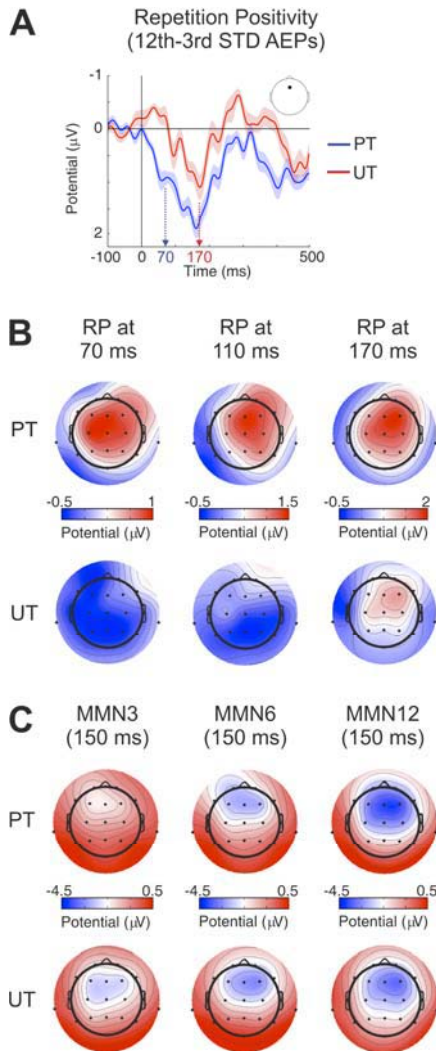 A
Repetition Positivity
(12th-3rd STD AEPs)
-1
0
2
Potential (µV)
-100
0
70
170
500
Time (ms)
PT
UT
B
RP at
70 ms
RP at
110 ms
RP at
170 ms
PT
-0.5 1
Potential (µV)
-0.5 1.5
Potential (µV)
-0.5 2
Potential (µV)
UT
C
MMN3
(150 ms)
MMN6
(150 ms)
MMN12
(150 ms)
PT
-4.5 0.5
Potential (µV)
-4.5 0.5
Potential (µV)
-4.5 0.5
Potential (µV)
UT